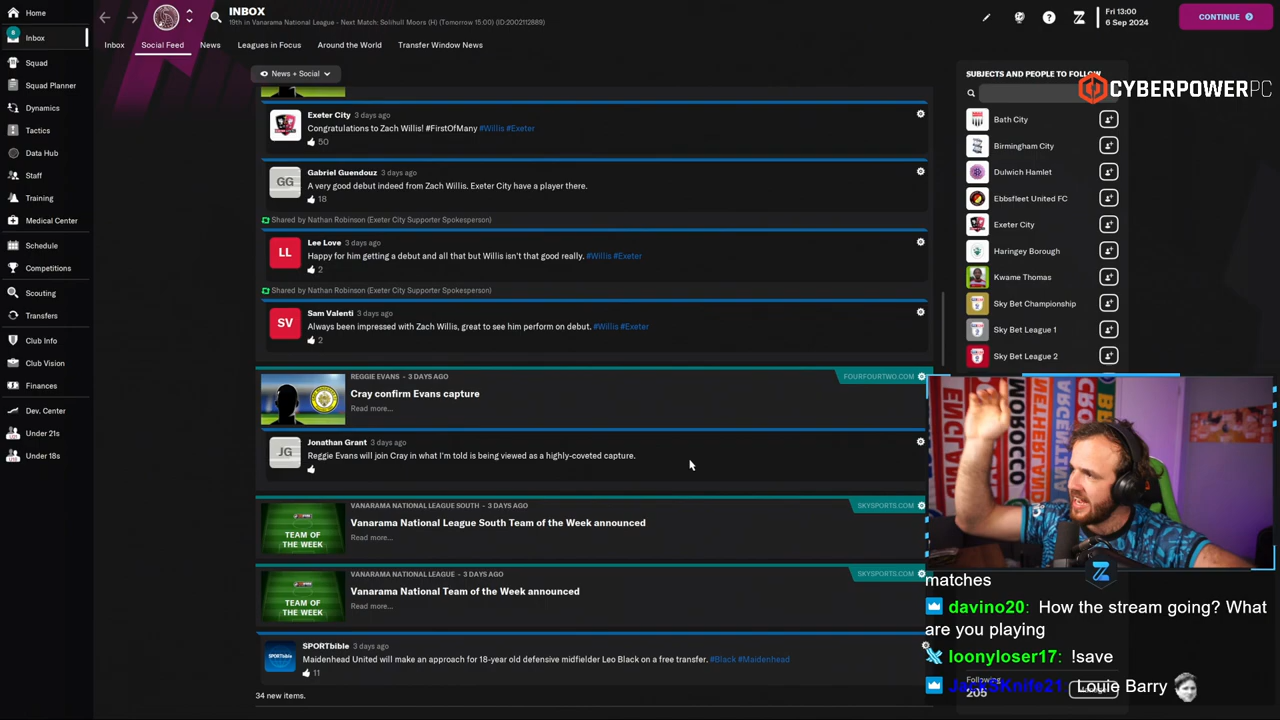 Home
Inbox
Squad
Squad Planner
Dynamics
Tactics
Data Hub
Staff
Training
Medical Center
Schedule
Competitions
Scouting
Transfers
Club Info
Club Vision
Finances
Dev. Center
Under 21s
Under 18s
INBOX
19th in Vanarama National League - Next Match: Solihull Moors (H) (Tomorrow 15:00) (ID:2002112889)
Fri 13:00
6 Sep 2024
CONTINUE
Inbox
Social Feed
News
Leagues in Focus
Around the World
Transfer Window News
News + Social
Exeter City 3 days ago
Congratulations to Zach Willis! #FirstOfMany #Willis #Exeter
50
GG
Gabriel Guendouz 3 days ago
A very good debut indeed from Zach Willis. Exeter City have a player there.
18
Shared by Nathan Robinson (Exeter City Supporter Spokesperson)
LL
Lee Love 3 days ago
Happy for him getting a debut and all that but Willis isn't that good really. #Willis #Exeter
2
Shared by Nathan Robinson (Exeter City Supporter Spokesperson)
SV
Sam Valenti 3 days ago
Always been impressed with Zach Willis, great to see him perform on debut. #Willis #Exeter
2
REGGIE EVANS - 3 DAYS AGO
FOURFOURTWO.COM
Cray confirm Evans capture
Read more...
JG
Jonathan Grant 3 days ago
Reggie Evans will join Cray in what I'm told is being viewed as a highly-coveted capture.
VANARAMA NATIONAL LEAGUE SOUTH - 3 DAYS AGO
SKYSPORTS.COM
TEAM OF
THE WEEK
Vanarama National League South Team of the Week announced
Read more...
VANARAMA NATIONAL LEAGUE - 3 DAYS AGO
SKYSPORTS.COM
TEAM OF
THE WEEK
Vanarama National Team of the Week announced
Read more...
SPORTbible
SPORTbible 3 days ago
Maidenhead United will make an approach for 18-year old defensive midfielder Leo Black on a free transfer. #Black #Maidenhead
11
34 new items.
SUBJECTS AND PEOPLE TO FOLLOW
CYBERPOWERPC
Bath City
Birmingham City
Dulwich Hamlet
Ebbsfleet United FC
Exeter City
Haringey Borough
Kwame Thomas
Sky Bet Championship
Sky Bet League 1
Sky Bet League 2
ENGLAND
MOROCCO
NETHERLAND
ARGENT
CRO
matches
davino20: How the stream going? What
are you playing
loonyloser17: !save
Following
205
JackSKnife21 Louie Barry